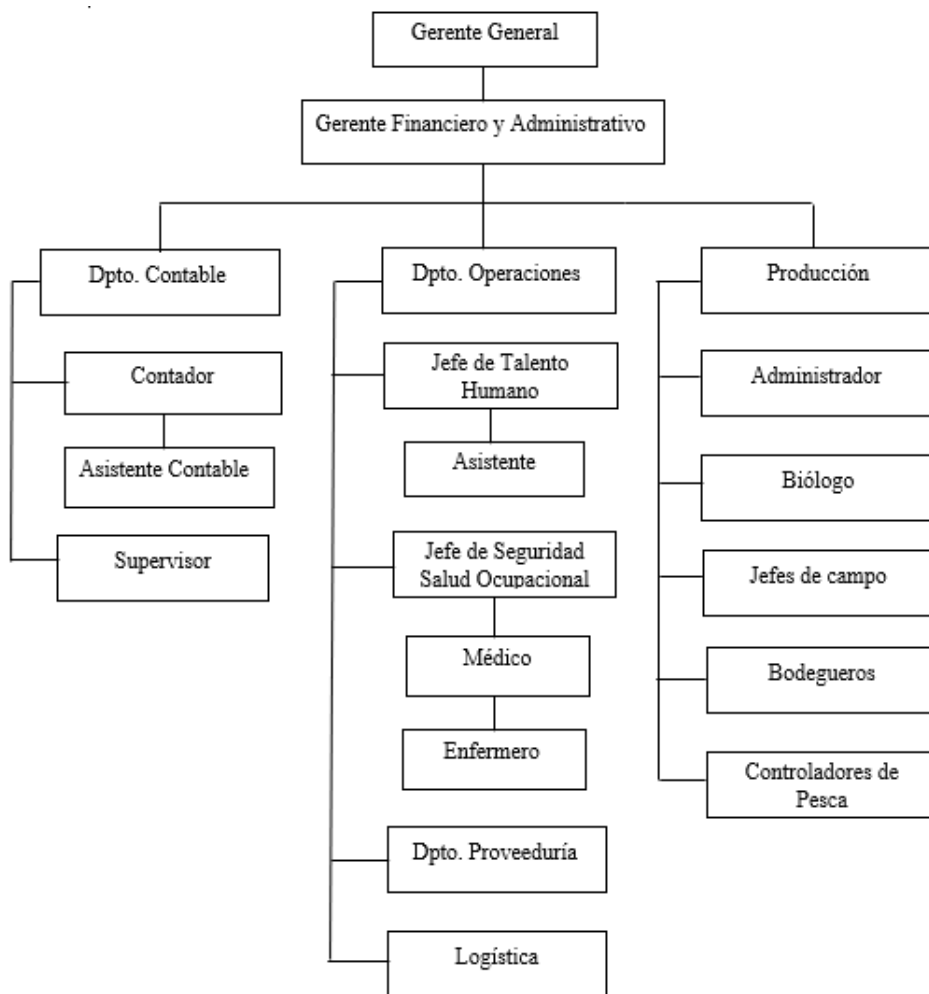 Gerente General
Gerente Financiero y Administrativo
Dpto. Contable
Contador
Asistente Contable
Supervisor
Dpto. Operaciones
Jefe de Talento
Humano
Asistente
Jefe de Seguridad
Salud Ocupacional
Médico
Enfermero
Dpto. Proveeduría
Logística
Producción
Administrador
Biólogo
Jefes de campo
Bodegueros
Controladores de
Pesca